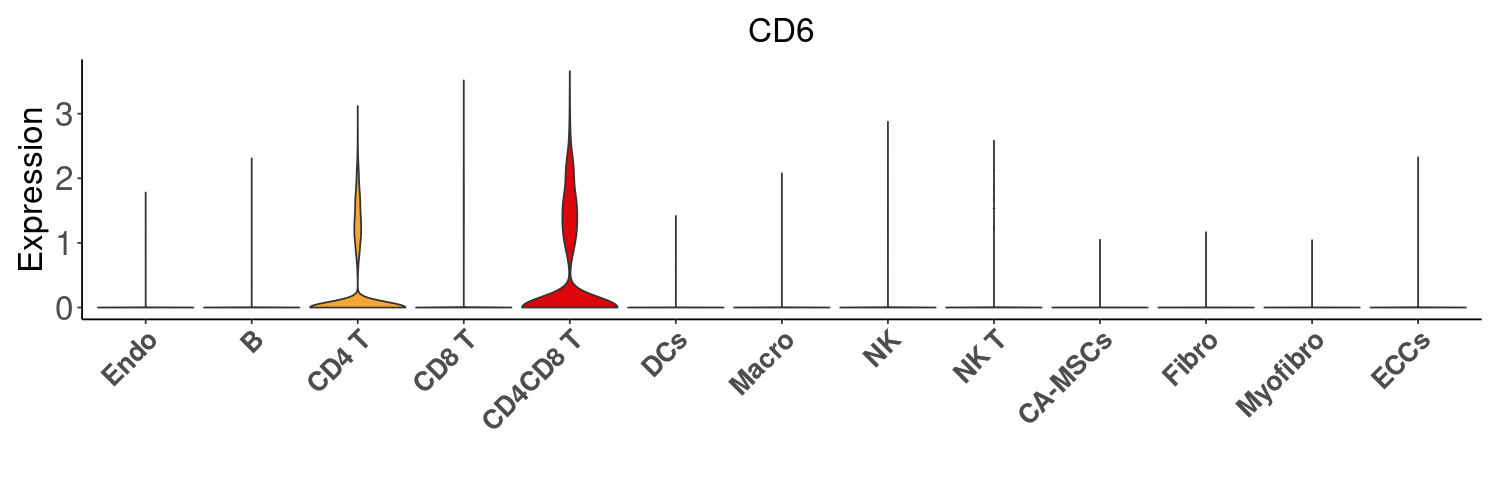 CD6
Expression
3
2
1
0
Endo
B
CD4 T
CD8 T
CD4CD8 T
DCs
Macro
NK
NK T
CA-MSCs
Fibro
Myofibro
ECCs